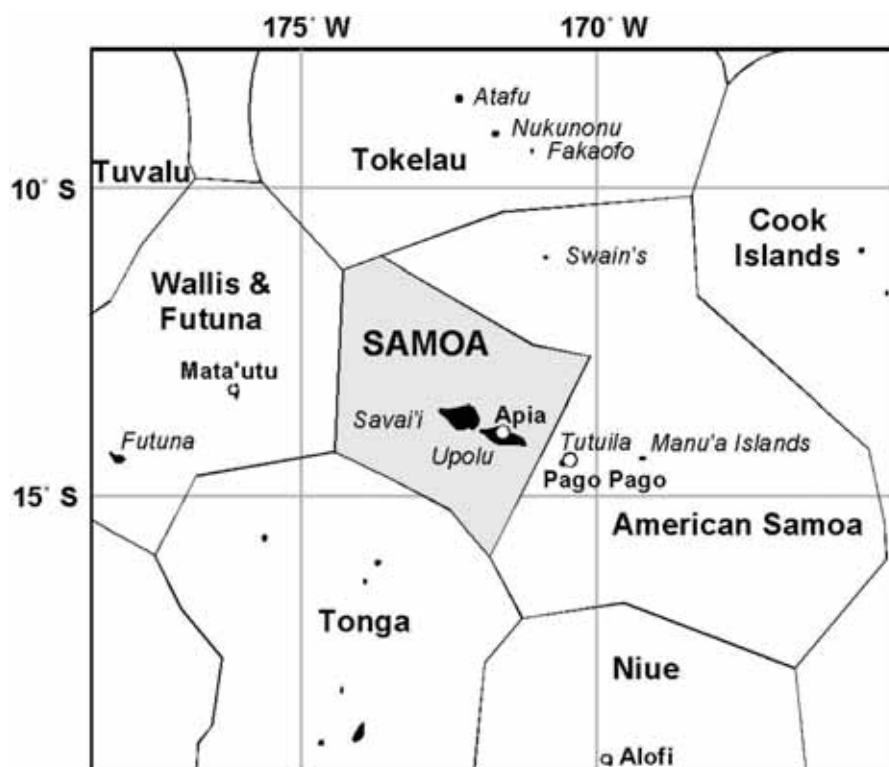 175° W
170° W
Atafu
Nukunonu
Fakaofo
Tokelau
Tuvalu
10° S
Cook
Islands
Swain's
Wallis &
Futuna
SAMOA
Mata'utu
Savai'i
Apia
Futuna
Upolu
Tutuila
Manu'a Islands
Pago Pago
15° S
American Samoa
Tonga
Niue
Alofi